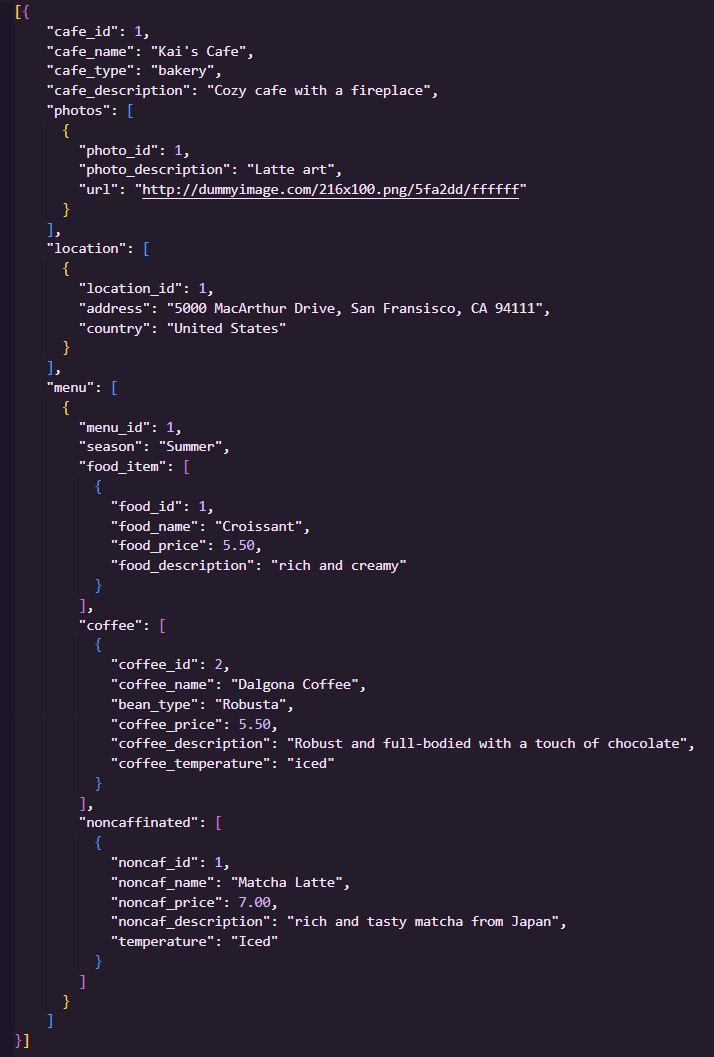 [{
    "cafe_id": 1,
    "cafe_name": "Kai's Cafe",
    "cafe_type": "bakery",
    "cafe_description": "Cozy cafe with a fireplace",
    "photos": [
      {
        "photo_id": 1,
        "photo_description": "Latte art",
        "url": "http://dummyimage.com/216x100.png/5fa2dd/ffffff"
      }
    ],
    "location": [
      {
        "location_id": 1,
        "address": "5000 MacArthur Drive, San Fransisco, CA 94111",
        "country": "United States"
      }
    ],
    "menu": [
      {
        "menu_id": 1,
        "season": "Summer",
        "food_item": [
          {
            "food_id": 1,
            "food_name": "Croissant",
            "food_price": 5.50,
            "food_description": "rich and creamy"
          }
        ],
        "coffee": [
          {
            "coffee_id": 2,
            "coffee_name": "Dalgona Coffee",
            "bean_type": "Robusta",
            "coffee_price": 5.50,
            "coffee_description": "Robust and full-bodied with a touch of chocolate",
            "coffee_temperature": "iced"
          }
        ],
        "noncaffinated": [
          {
            "noncaf_id": 1,
            "noncaf_name": "Matcha Latte",
            "noncaf_price": 7.00,
            "noncaf_description": "rich and tasty matcha from Japan",
            "temperature": "Iced"
          }
        ]
      }
    ]
}]